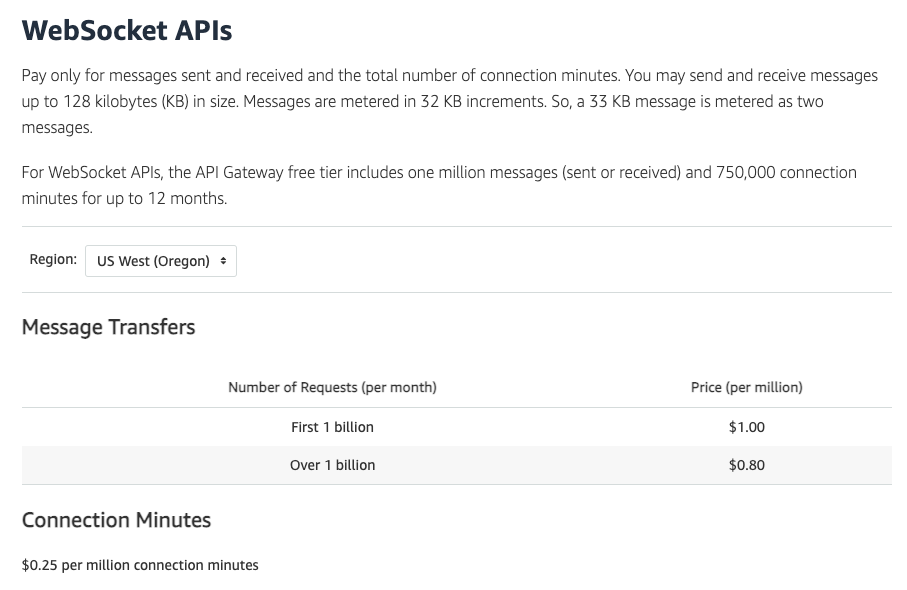 WebSocket APIs
Pay only for messages sent and received and the total number of connection minutes. You may send and receive messages
up to 128 kilobytes (KB) in size. Messages are metered in 32 KB increments. So, a 33 KB message is metered as two
messages.
For WebSocket APIs, the API Gateway free tier includes one million messages (sent or received) and 750,000 connection
minutes for up to 12 months.
Region: US West (Oregon)
Message Transfers
Number of Requests (per month) Price (per million)
First 1 billion $1.00
Over 1 billion $0.80
Connection Minutes
$0.25 per million connection minutes